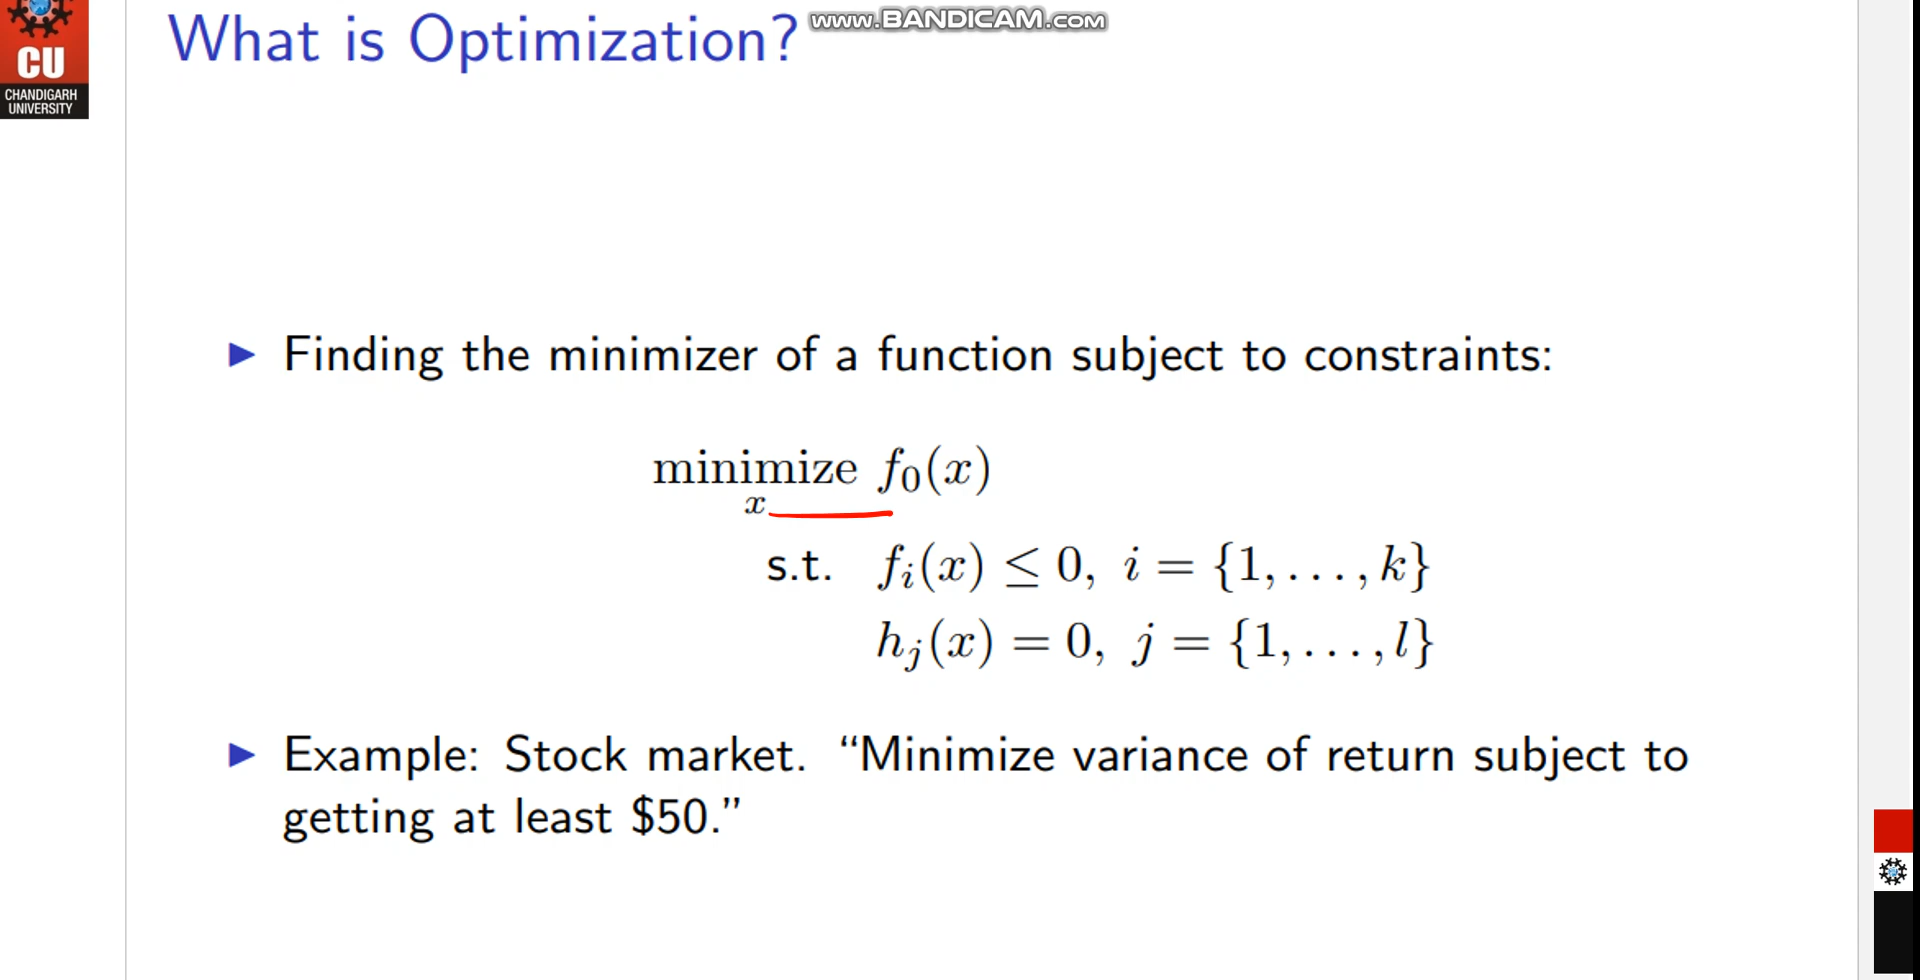 What is Optimization?
www.BANDICAM.com
CU
CHANDIGARH
UNIVERSITY
▶ Finding the minimizer of a function subject to constraints:
minimize f₀(x)
x
s.t. fᵢ(x) ≤ 0, i = {1, . . . , k}
hⱼ(x) = 0, j = {1, . . . , l}
▶ Example: Stock market. “Minimize variance of return subject to
getting at least $50.”